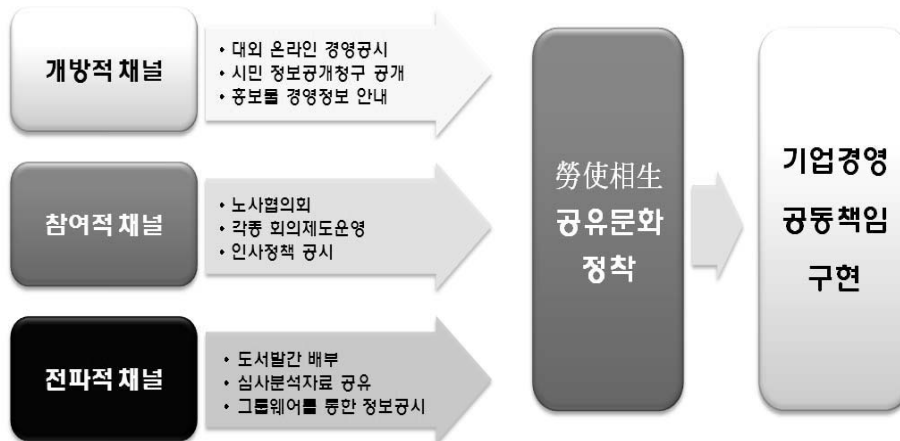 개방적 채널
• 대외 온라인 경영공시
• 시민 정보공개청구 공개
• 홍보물 경영정보 안내
참여적 채널
• 노사협의회
• 각종 회의제도운영
• 인사정책 공시
전파적 채널
• 도서발간 배부
• 심사분석자료 공유
• 그룹웨어를 통한 정보공시
勞使相生
공유문화
정착
기업경영
공동책임
구현